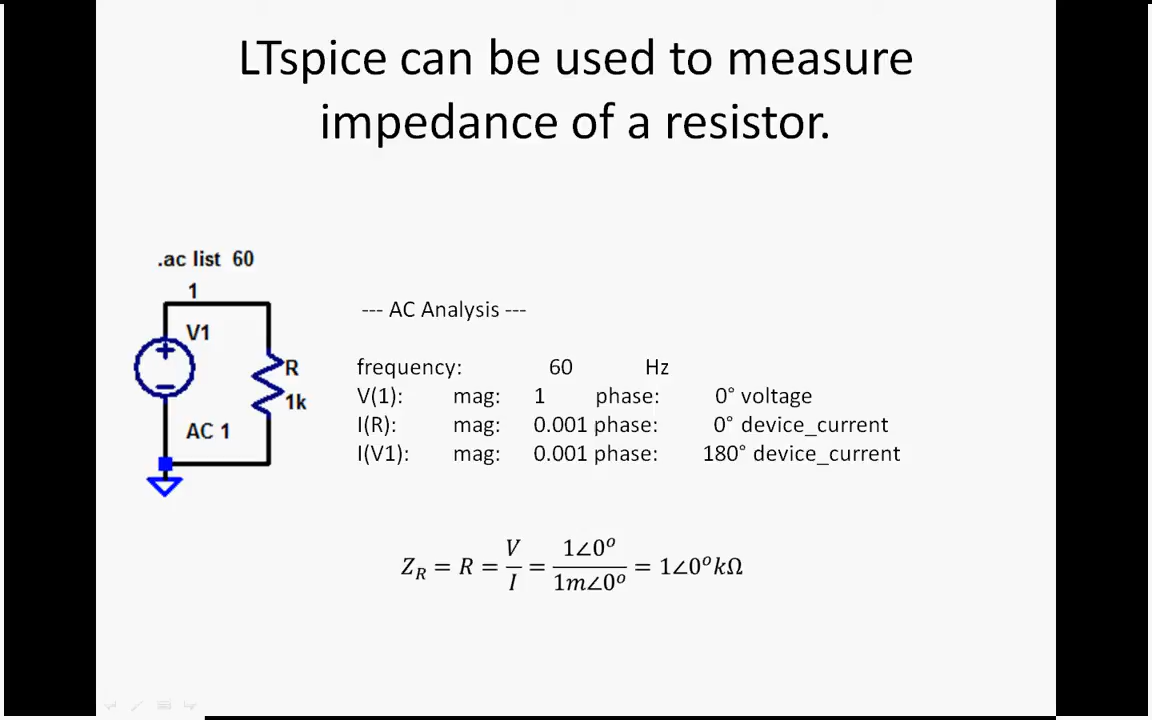 LTspice can be used to measure
impedance of a resistor.
.ac list 60
1
V1
R
1k
AC 1
--- AC Analysis ---
frequency: 60 Hz
V(1): mag: 1 phase: 0° voltage
I(R): mag: 0.001 phase: 0° device_current
I(V1): mag: 0.001 phase: 180° device_current
Z_R = R = V/I = 1∠0°/1m∠0° = 1∠0°kΩ